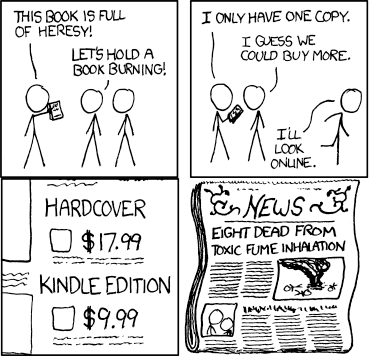 THIS BOOK IS FULL
OF HERESY!
LET'S HOLD A
BOOK BURNING!
I ONLY HAVE ONE COPY.
I GUESS WE
COULD BUY MORE.
I'LL
LOOK
ONLINE.
HARDCOVER
$17.99
KINDLE EDITION
$9.99
NEWS
EIGHT DEAD FROM
TOXIC FUME INHALATION